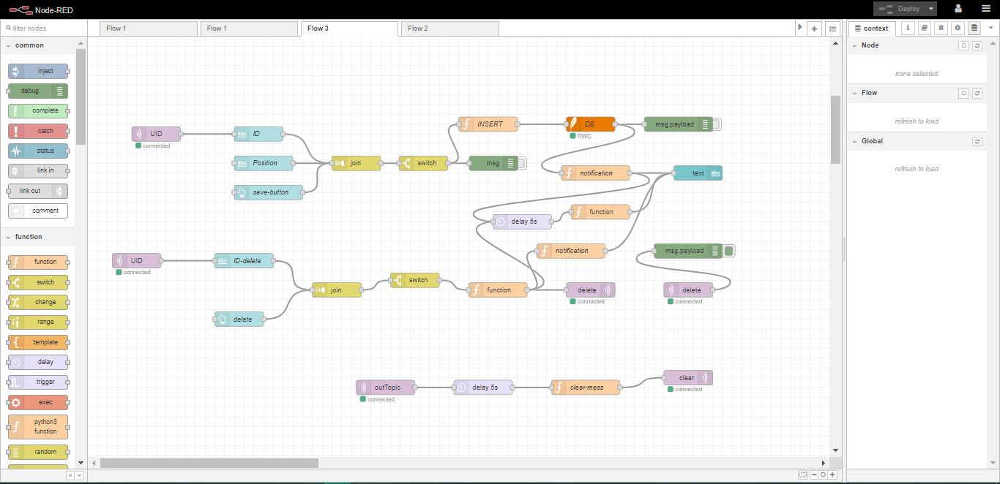 Node-RED
Deploy
filter nodes
Flow 1
Flow 1
Flow 3
Flow 2
context
i
common
inject
debug
complete
catch
status
link in
link out
comment
function
function
switch
change
range
template
delay
trigger
exec
python3
function
random
UID
connected
abc
ID
abc
Position
save-button
join
switch
INSERT
msg
DB
RWC
msg.payload
notification
text
abc
delay 5s
function
notification
msg.payload
UID
connected
abc
ID-delete
delete
join
switch
function
delete
connected
delete
connected
outTopic
connected
delay 5s
clear-mess
clear
connected
Node
none selected
Flow
refresh to load
Global
refresh to load